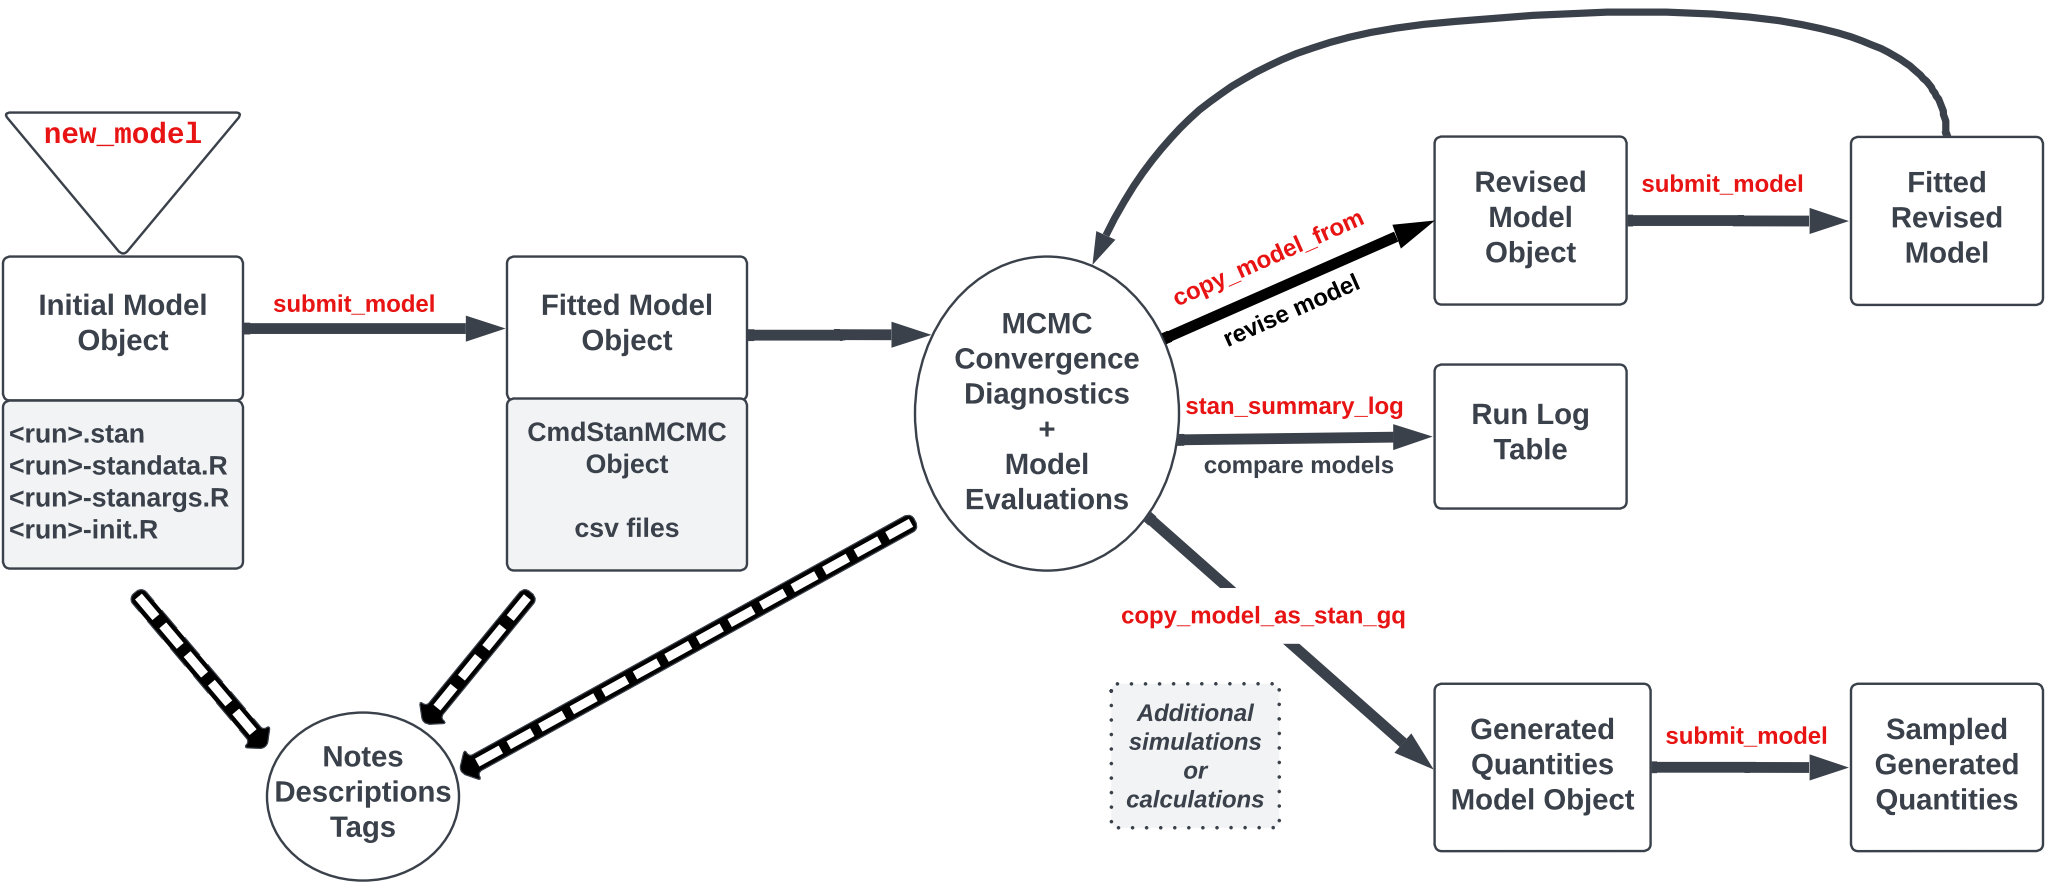 new_model
Initial Model
Object
<run>.stan
<run>-standata.R
<run>-stanargs.R
<run>-init.R
submit_model
Fitted Model
Object
CmdStanMCMC
Object
csv files
Notes
Descriptions
Tags
MCMC
Convergence
Diagnostics
+
Model
Evaluations
copy_model_from
revise model
Revised
Model
Object
submit_model
Fitted
Revised
Model
stan_summary_log
compare models
Run Log
Table
copy_model_as_stan_gq
Additional
simulations
or
calculations
Generated
Quantities
Model Object
submit_model
Sampled
Generated
Quantities